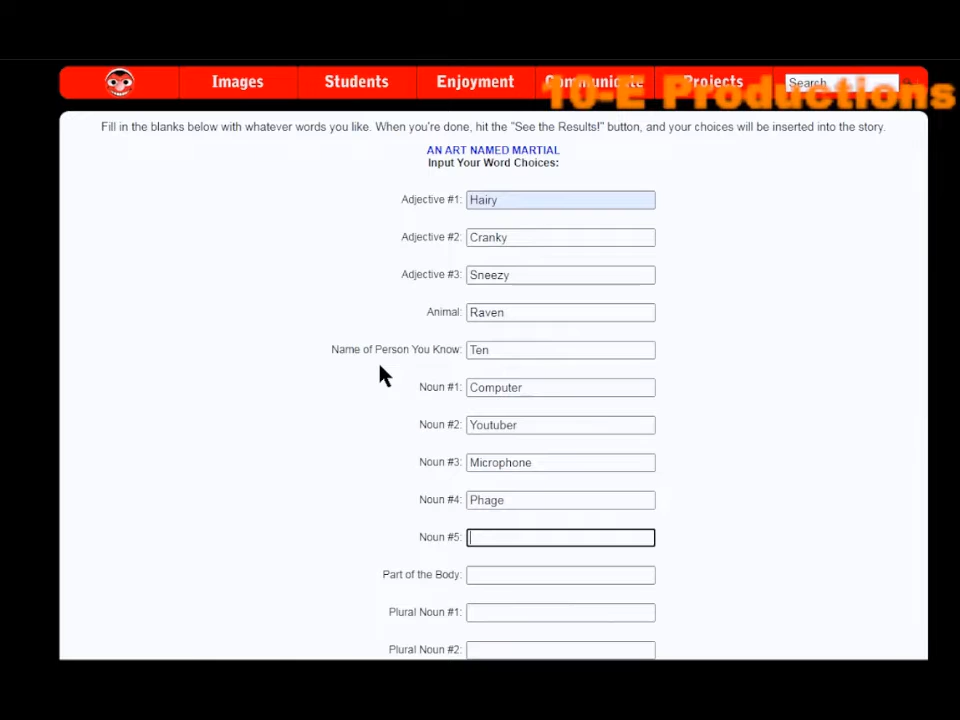 Images Students Enjoyment Communicate Projects Search
10-E Productions
Fill in the blanks below with whatever words you like. When you're done, hit the "See the Results!" button, and your choices will be inserted into the story.
AN ART NAMED MARTIAL
Input Your Word Choices:
Adjective #1: Hairy
Adjective #2: Cranky
Adjective #3: Sneezy
Animal: Raven
Name of Person You Know: Ten
Noun #1: Computer
Noun #2: Youtuber
Noun #3: Microphone
Noun #4: Phage
Noun #5:
Part of the Body:
Plural Noun #1:
Plural Noun #2: